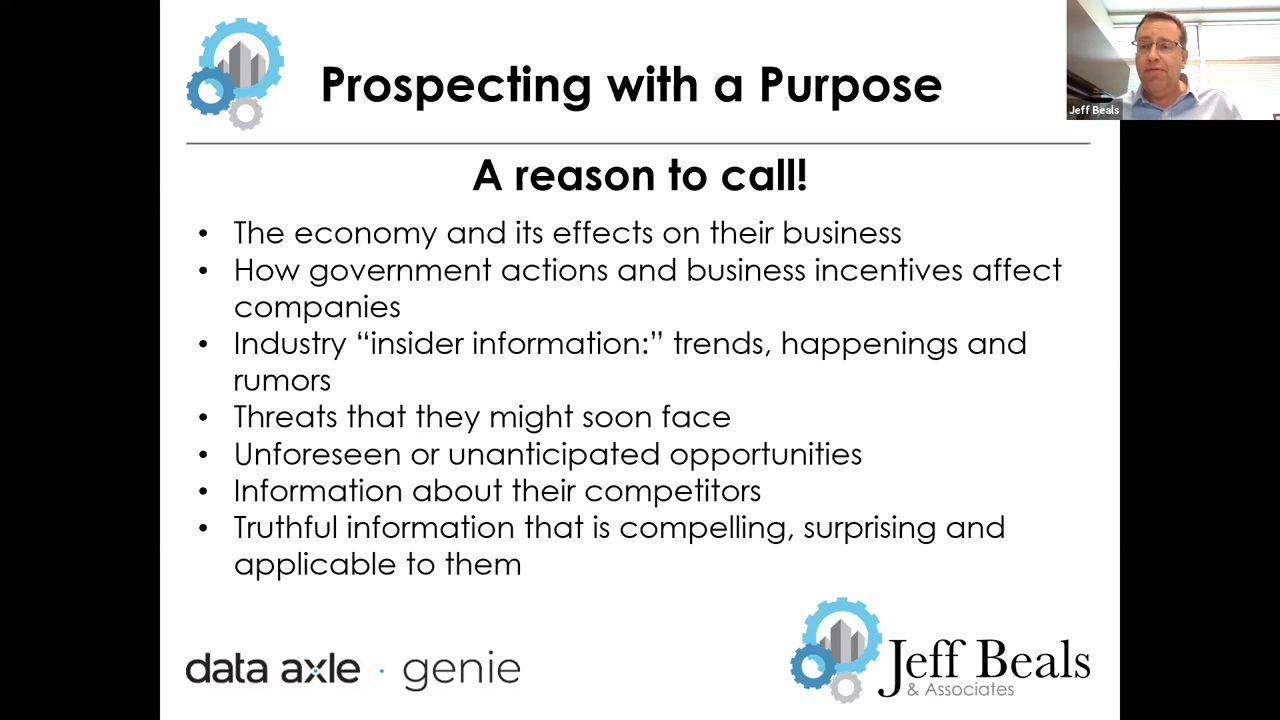 Prospecting with a Purpose
Jeff Beals
A reason to call!
• The economy and its effects on their business
• How government actions and business incentives affect
companies
• Industry “insider information:” trends, happenings and
rumors
• Threats that they might soon face
• Unforeseen or unanticipated opportunities
• Information about their competitors
• Truthful information that is compelling, surprising and
applicable to them
data axle · genie
Jeff Beals
& Associates